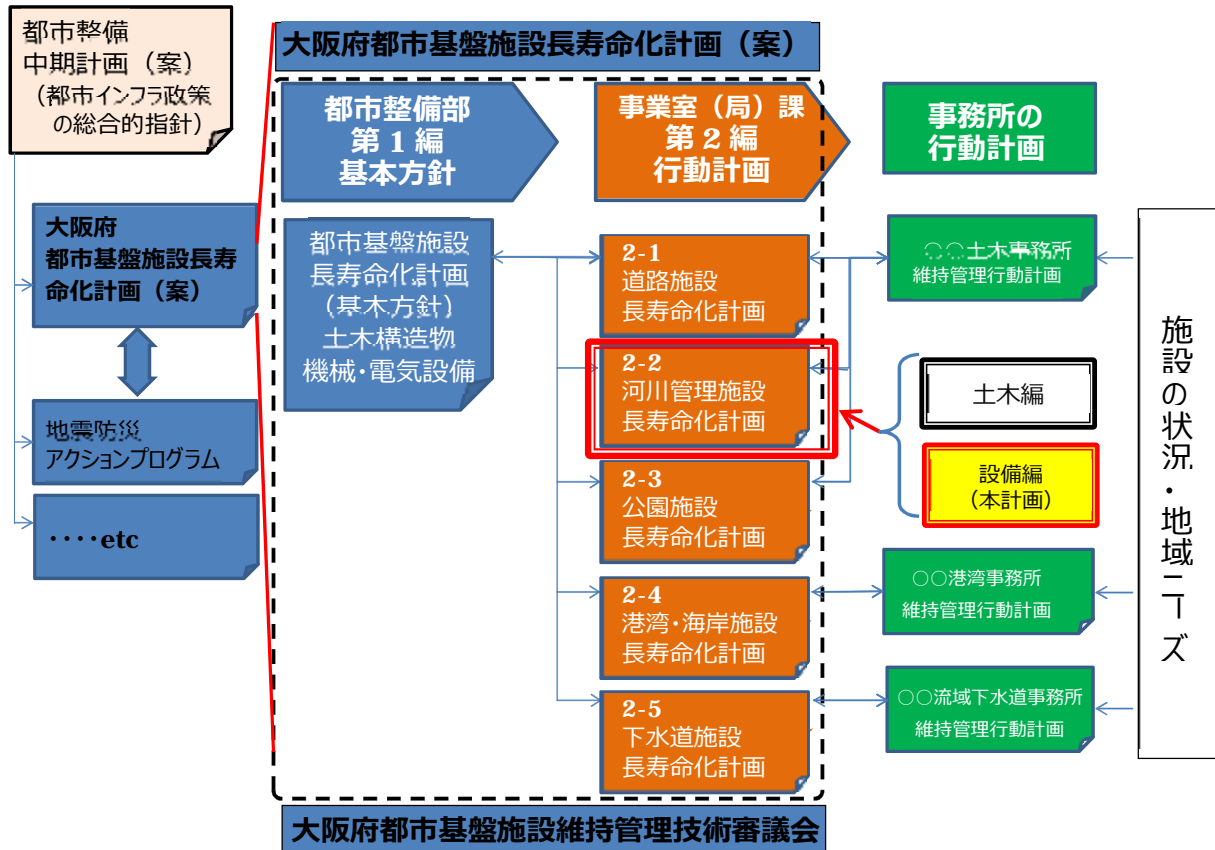 都市整備
中期計画（案）
（都市インフラ政策
の総合的指針）
大阪府
都市基盤施設長寿
命化計画（案）
地震防災
アクションプログラム
・・・・etc
大阪府都市基盤施設長寿命化計画（案）
都市整備部
第１編
基本方針
事業室（局）課
第２編
行動計画
事務所の
行動計画
都市基盤施設
長寿命化計画
(基本方針)
土木構造物
機械・電気設備
2-1
道路施設
長寿命化計画
2-2
河川管理施設
長寿命化計画
2-3
公園施設
長寿命化計画
2-4
港湾・海岸施設
長寿命化計画
2-5
下水道施設
長寿命化計画
〇〇土木事務所
維持管理行動計画
土木編
設備編
（本計画）
〇〇港湾事務所
維持管理行動計画
〇〇流域下水道事務所
維持管理行動計画
施設の状況・地域ニーズ
大阪府都市基盤施設維持管理技術審議会